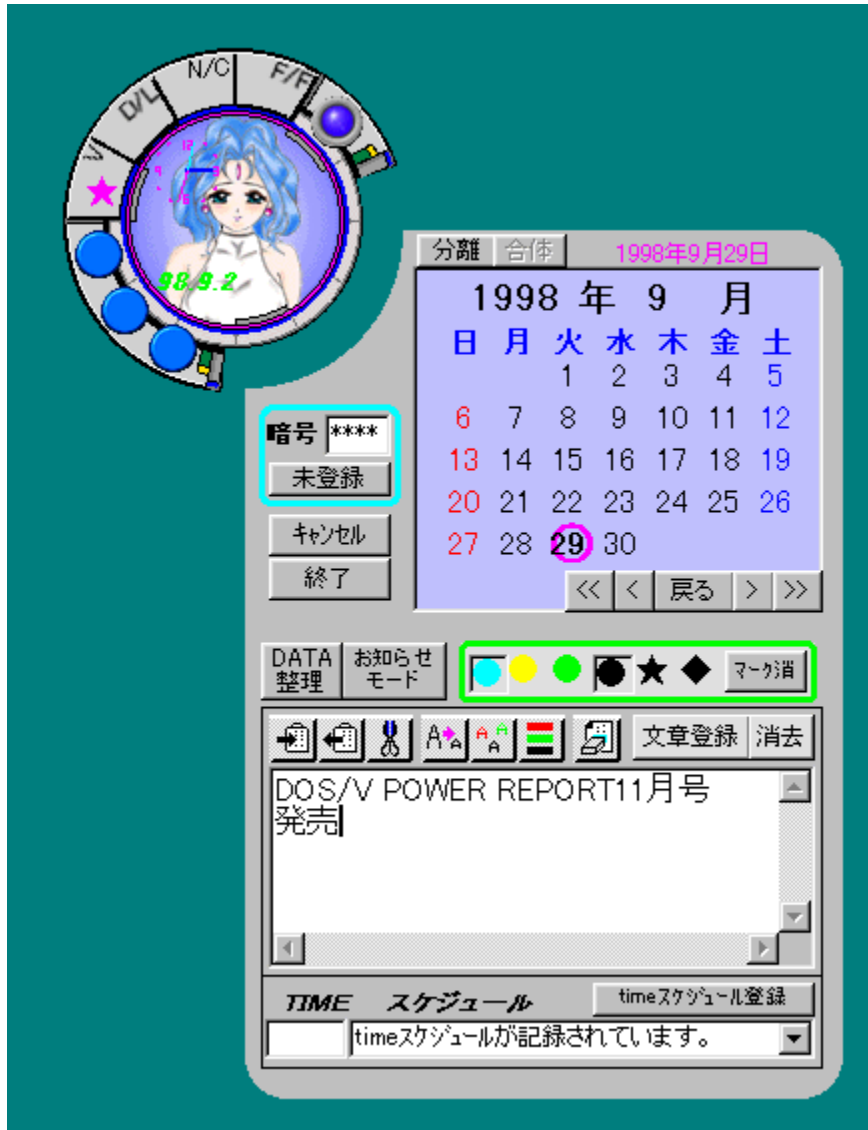 N/C
F/F
D/L
V
12
3
6
9
98.9.2
分離 合体 1998年9月29日
1998 年 9 月
日 月 火 水 木 金 土
1 2 3 4 5
6 7 8 9 10 11 12
13 14 15 16 17 18 19
20 21 22 23 24 25 26
27 28 29 30
<< < 戻る > >>
暗号 ****
未登録
キャンセル
終了
DATA
整理
お知らせ
モード
マーク消
文章登録 消去
DOS/V POWER REPORT11月号
発売
TIME スケジュール timeスケジュール登録
timeスケジュールが記録されています。